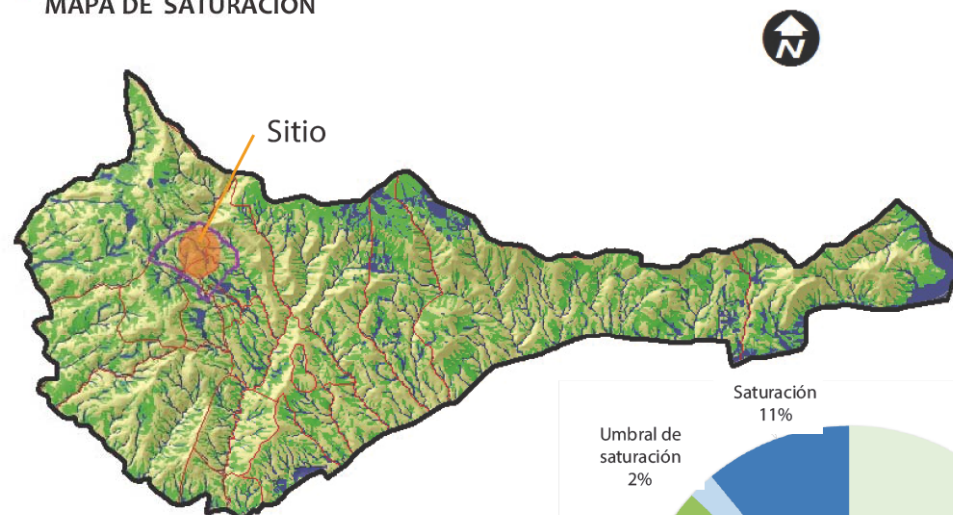 MAPA DE SATURACIÓN
N
Sitio
Saturación
11%
Umbral de
saturación
2%